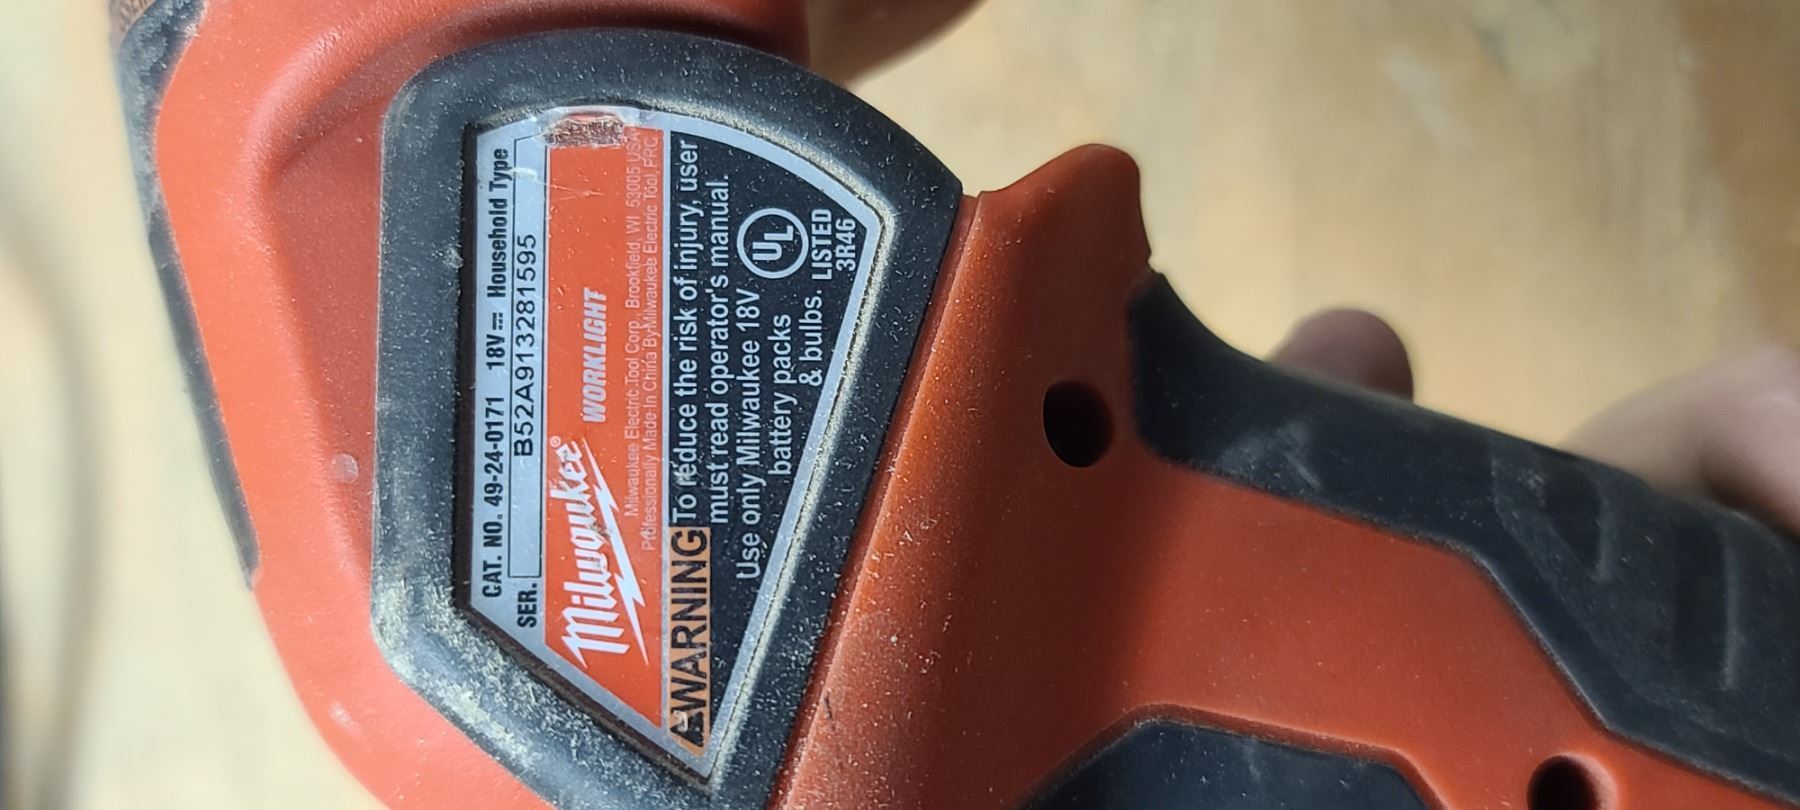 CAT. NO. 49-24-0171 18V⎓ Household Type
SER. B52A913281595
Milwaukee® WORKLIGHT
Milwaukee Electric Tool Corp., Brookfield, WI 53005 USA
Professionally Made In China By Milwaukee Electric Tool, PRC
⚠WARNING To reduce the risk of injury, user
must read operator's manual.
Use only Milwaukee 18V
battery packs
& bulbs.
UL
LISTED
3R46